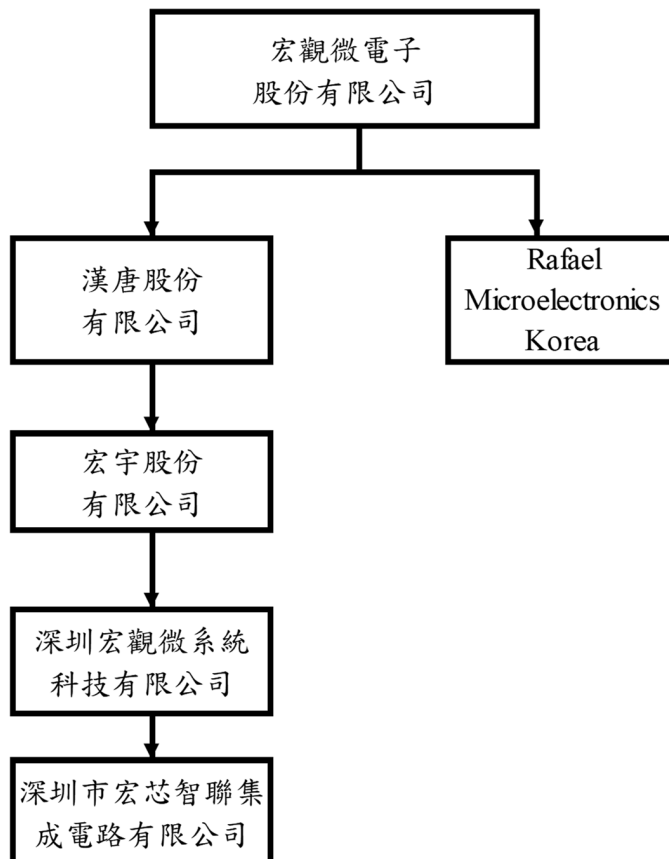 宏觀微電子
股份有限公司
漢唐股份
有限公司
Rafael
Microelectronics
Korea
宏宇股份
有限公司
深圳宏觀微系統
科技有限公司
深圳市宏芯智聯集
成電路有限公司